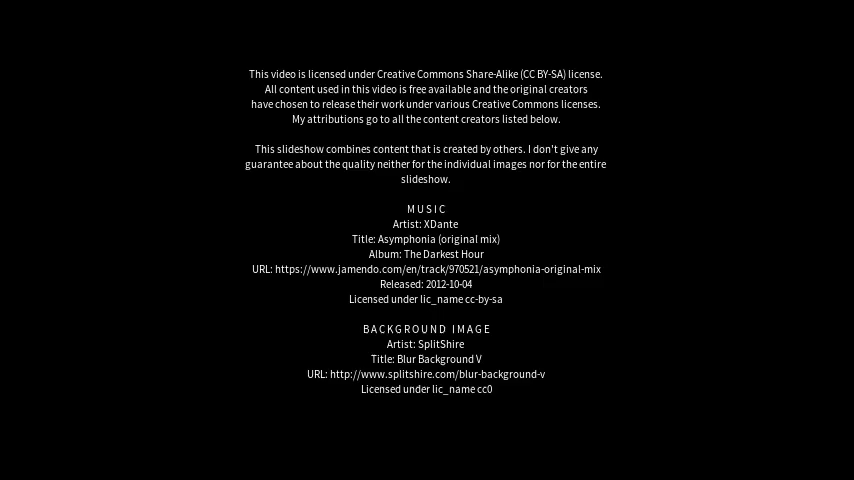 This video is licensed under Creative Commons Share-Alike (CC BY-SA) license.
All content used in this video is free available and the original creators
have chosen to release their work under various Creative Commons licenses.
My attributions go to all the content creators listed below.
This slideshow combines content that is created by others. I don't give any
guarantee about the quality neither for the individual images nor for the entire
slideshow.
MUSIC
Artist: XDante
Title: Asymphonia (original mix)
Album: The Darkest Hour
URL: https://www.jamendo.com/en/track/970521/asymphonia-original-mix
Released: 2012-10-04
Licensed under lic_name cc-by-sa
BACKGROUND IMAGE
Artist: SplitShire
Title: Blur Background V
URL: http://www.splitshire.com/blur-background-v
Licensed under lic_name cc0